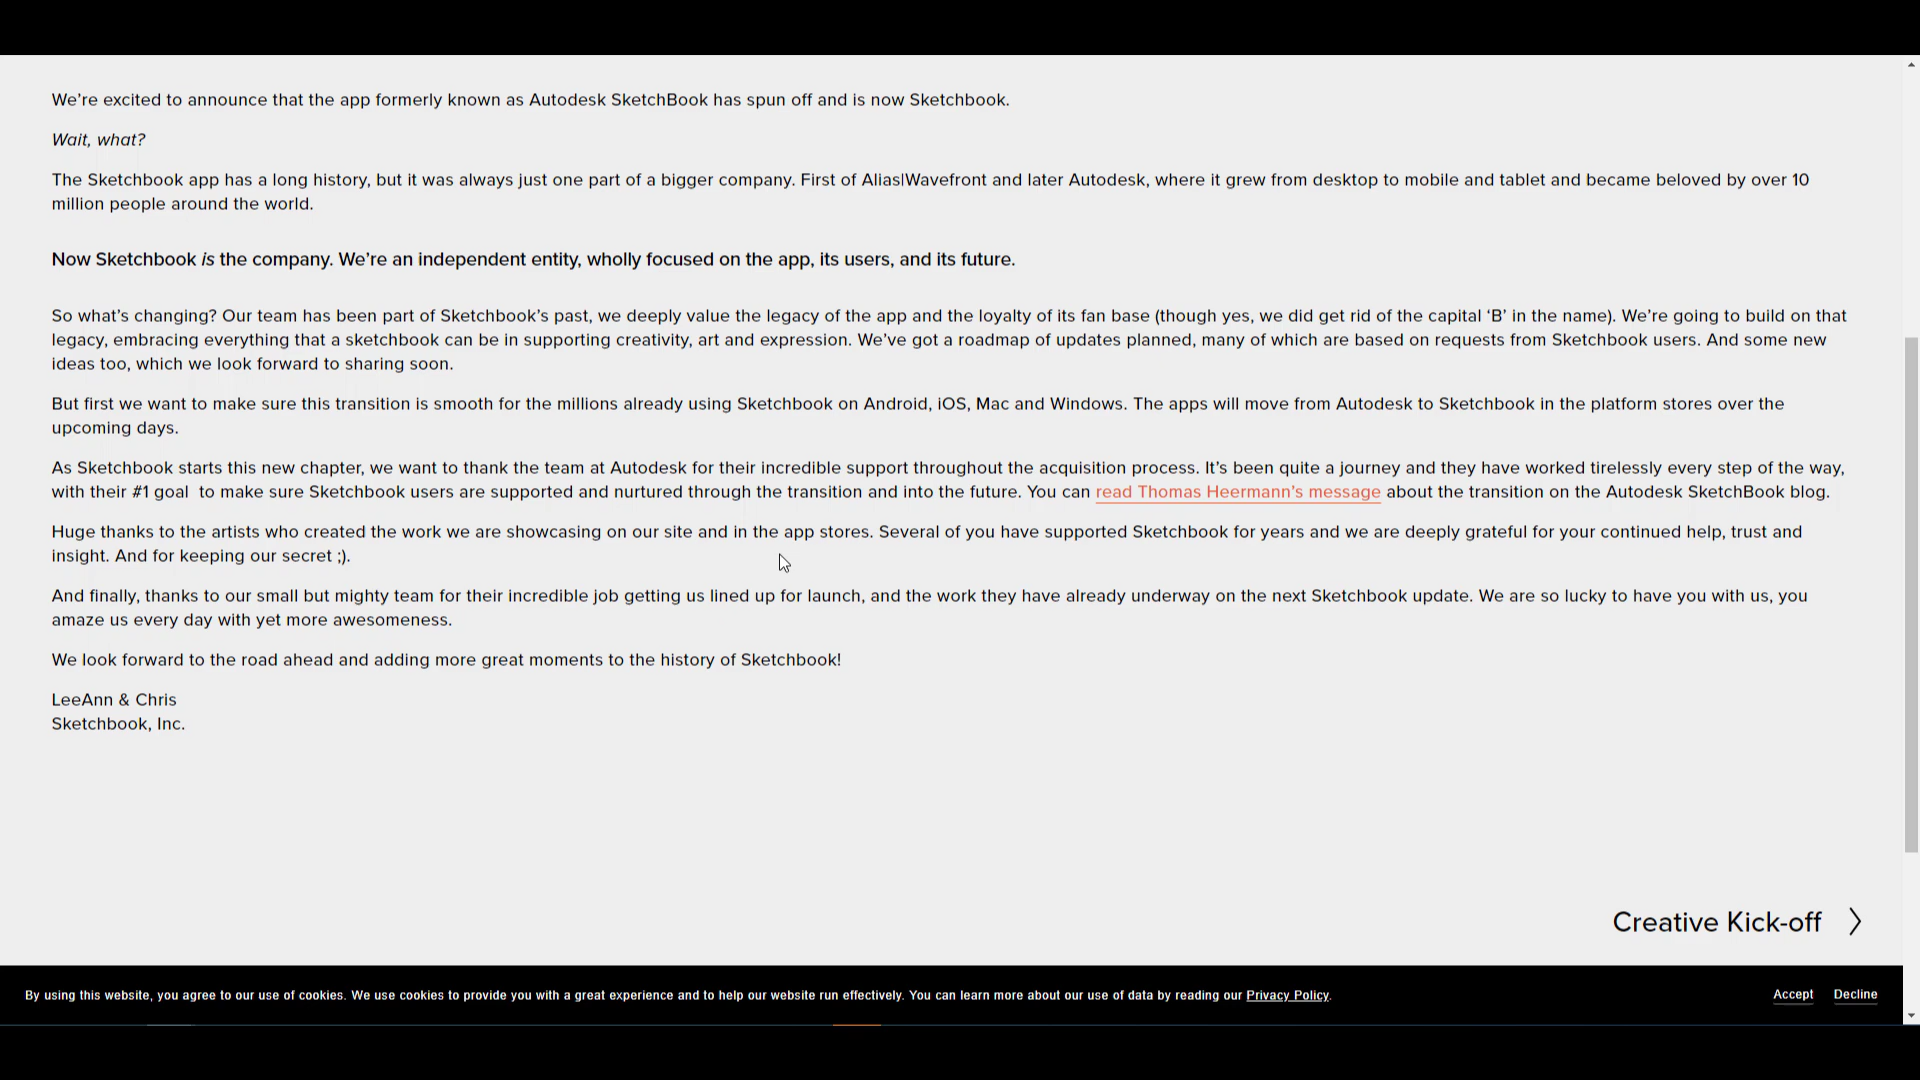 We’re excited to announce that the app formerly known as Autodesk SketchBook has spun off and is now Sketchbook.
Wait, what?
The Sketchbook app has a long history, but it was always just one part of a bigger company. First of Alias|Wavefront and later Autodesk, where it grew from desktop to mobile and tablet and became beloved by over 10
million people around the world.
Now Sketchbook is the company. We’re an independent entity, wholly focused on the app, its users, and its future.
So what’s changing? Our team has been part of Sketchbook’s past, we deeply value the legacy of the app and the loyalty of its fan base (though yes, we did get rid of the capital ‘B’ in the name). We’re going to build on that
legacy, embracing everything that a sketchbook can be in supporting creativity, art and expression. We’ve got a roadmap of updates planned, many of which are based on requests from Sketchbook users. And some new
ideas too, which we look forward to sharing soon.
But first we want to make sure this transition is smooth for the millions already using Sketchbook on Android, iOS, Mac and Windows. The apps will move from Autodesk to Sketchbook in the platform stores over the
upcoming days.
As Sketchbook starts this new chapter, we want to thank the team at Autodesk for their incredible support throughout the acquisition process. It’s been quite a journey and they have worked tirelessly every step of the way,
with their #1 goal  to make sure Sketchbook users are supported and nurtured through the transition and into the future. You can read Thomas Heermann’s message about the transition on the Autodesk SketchBook blog.
Huge thanks to the artists who created the work we are showcasing on our site and in the app stores. Several of you have supported Sketchbook for years and we are deeply grateful for your continued help, trust and
insight. And for keeping our secret ;).
And finally, thanks to our small but mighty team for their incredible job getting us lined up for launch, and the work they have already underway on the next Sketchbook update. We are so lucky to have you with us, you
amaze us every day with yet more awesomeness.
We look forward to the road ahead and adding more great moments to the history of Sketchbook!
LeeAnn & Chris
Sketchbook, Inc.
Creative Kick-off
By using this website, you agree to our use of cookies. We use cookies to provide you with a great experience and to help our website run effectively. You can learn more about our use of data by reading our Privacy Policy.
Accept Decline